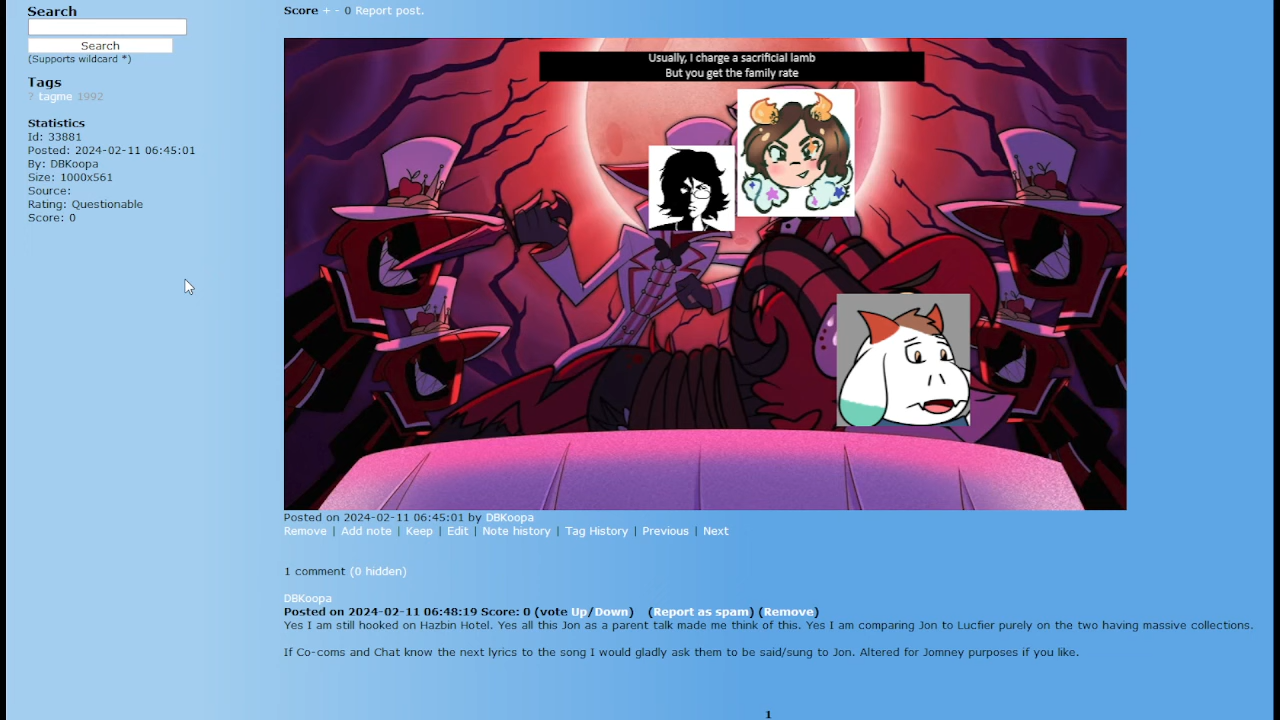 Search
Search
(Supports wildcard *)
Tags
? tagme 1992
Statistics
Id: 33881
Posted: 2024-02-11 06:45:01
By: DBKoopa
Size: 1000x561
Source:
Rating: Questionable
Score: 0
Score + - 0 Report post.
Usually, I charge a sacrificial lamb
But you get the family rate
Posted on 2024-02-11 06:45:01 by DBKoopa
Remove | Add note | Keep | Edit | Note history | Tag History | Previous | Next
1 comment (0 hidden)
DBKoopa
Posted on 2024-02-11 06:48:19 Score: 0 (vote Up/Down) (Report as spam) (Remove)
Yes I am still hooked on Hazbin Hotel. Yes all this Jon as a parent talk made me think of this. Yes I am comparing Jon to Lucfier purely on the two having massive collections.
If Co-coms and Chat know the next lyrics to the song I would gladly ask them to be said/sung to Jon. Altered for Jomney purposes if you like.
1